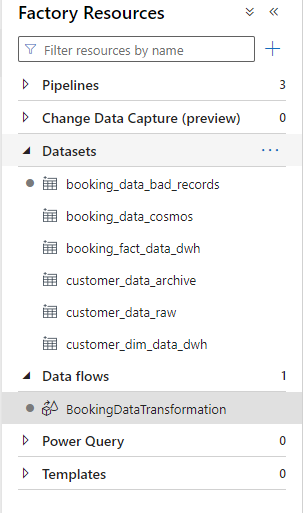 Factory Resources
Filter resources by name
Pipelines 3
Change Data Capture (preview) 0
Datasets
booking_data_bad_records
booking_data_cosmos
booking_fact_data_dwh
customer_data_archive
customer_data_raw
customer_dim_data_dwh
Data flows 1
BookingDataTransformation
Power Query 0
Templates 0